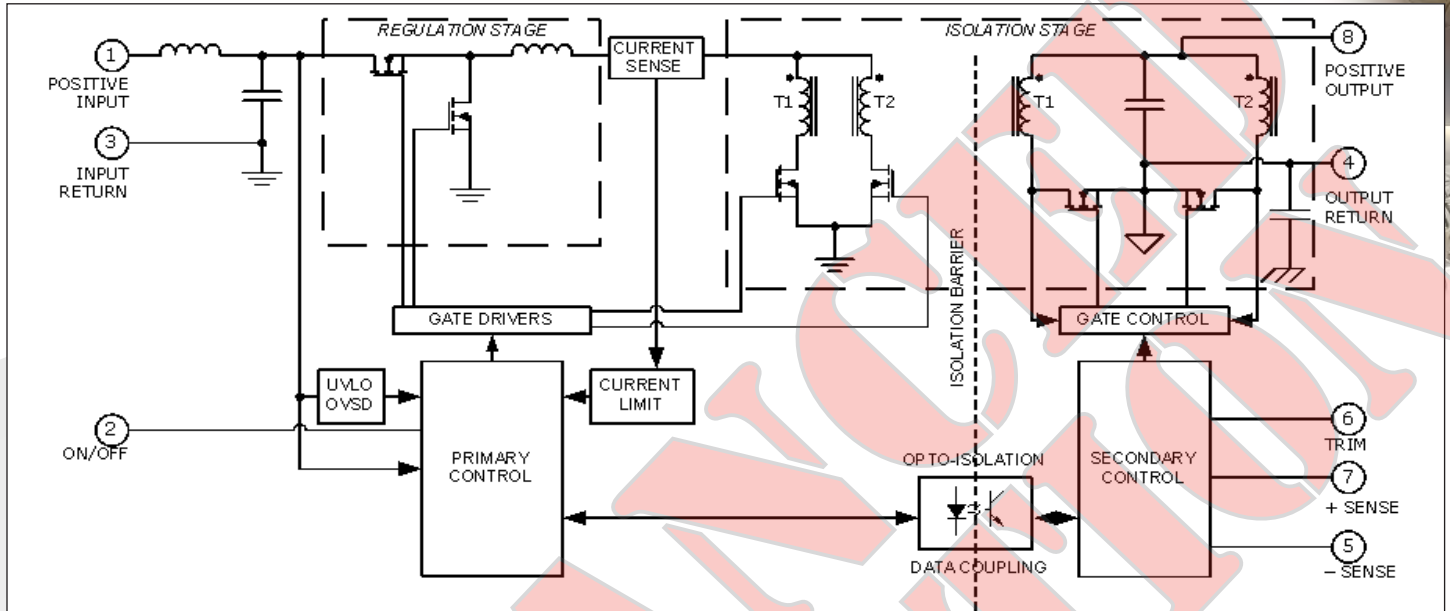 REGULATION STAGE
ISOLATION STAGE
1
POSITIVE
INPUT
CURRENT
SENSE
8
POSITIVE
OUTPUT
T1
T2
T1
T2
3
INPUT
RETURN
4
OUTPUT
RETURN
ISOLATION BARRIER
GATE DRIVERS
GATE CONTROL
UVLO
OVSD
CURRENT
LIMIT
2
ON/OFF
PRIMARY
CONTROL
OPTO-ISOLATION
DATA COUPLING
SECONDARY
CONTROL
6
TRIM
7
+ SENSE
5
– SENSE